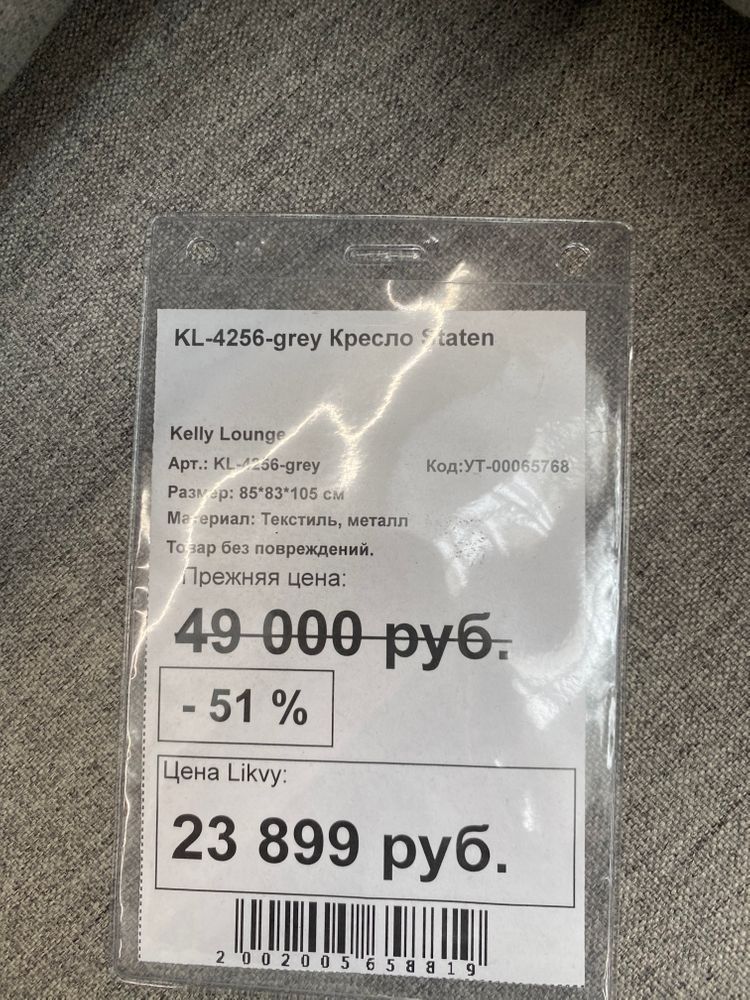 KL-4256-grey Кресло Staten
Kelly Lounge
Арт.: KL-4256-grey Код:УТ-00065768
Размер: 85*83*105 см
Материал: Текстиль, металл
Товар без повреждений.
Прежняя цена:
49 000 руб.
- 51 %
Цена Likvy:
23 899 руб.
2002005658819